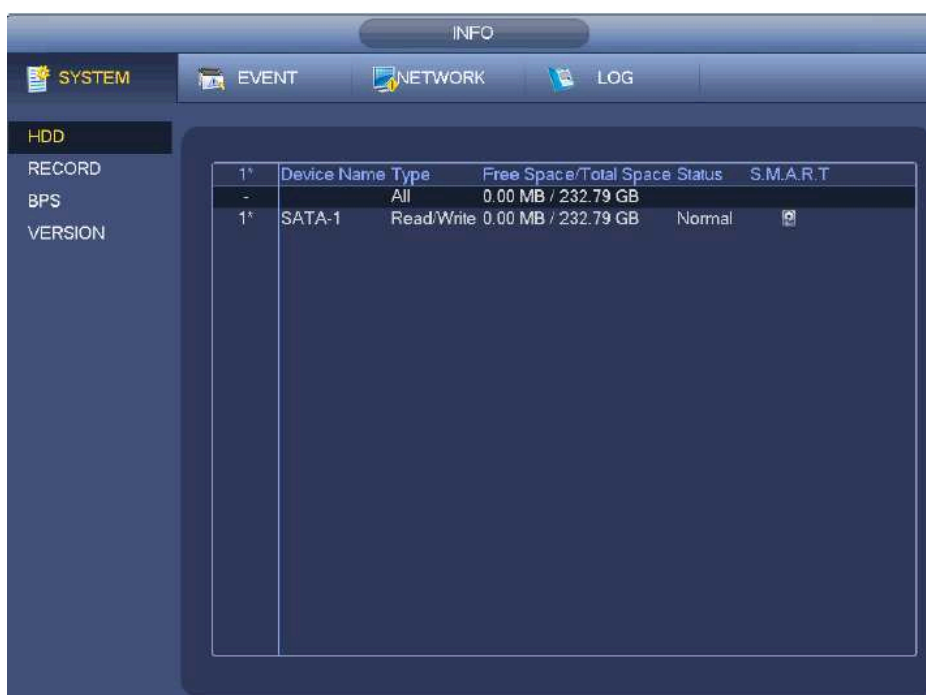 INFO
SYSTEM EVENT NETWORK LOG
HDD
RECORD
BPS
VERSION
1* Device Name Type Free Space/Total Space Status S.M.A.R.T
- All 0.00 MB / 232.79 GB
1* SATA-1 Read/Write 0.00 MB / 232.79 GB Normal